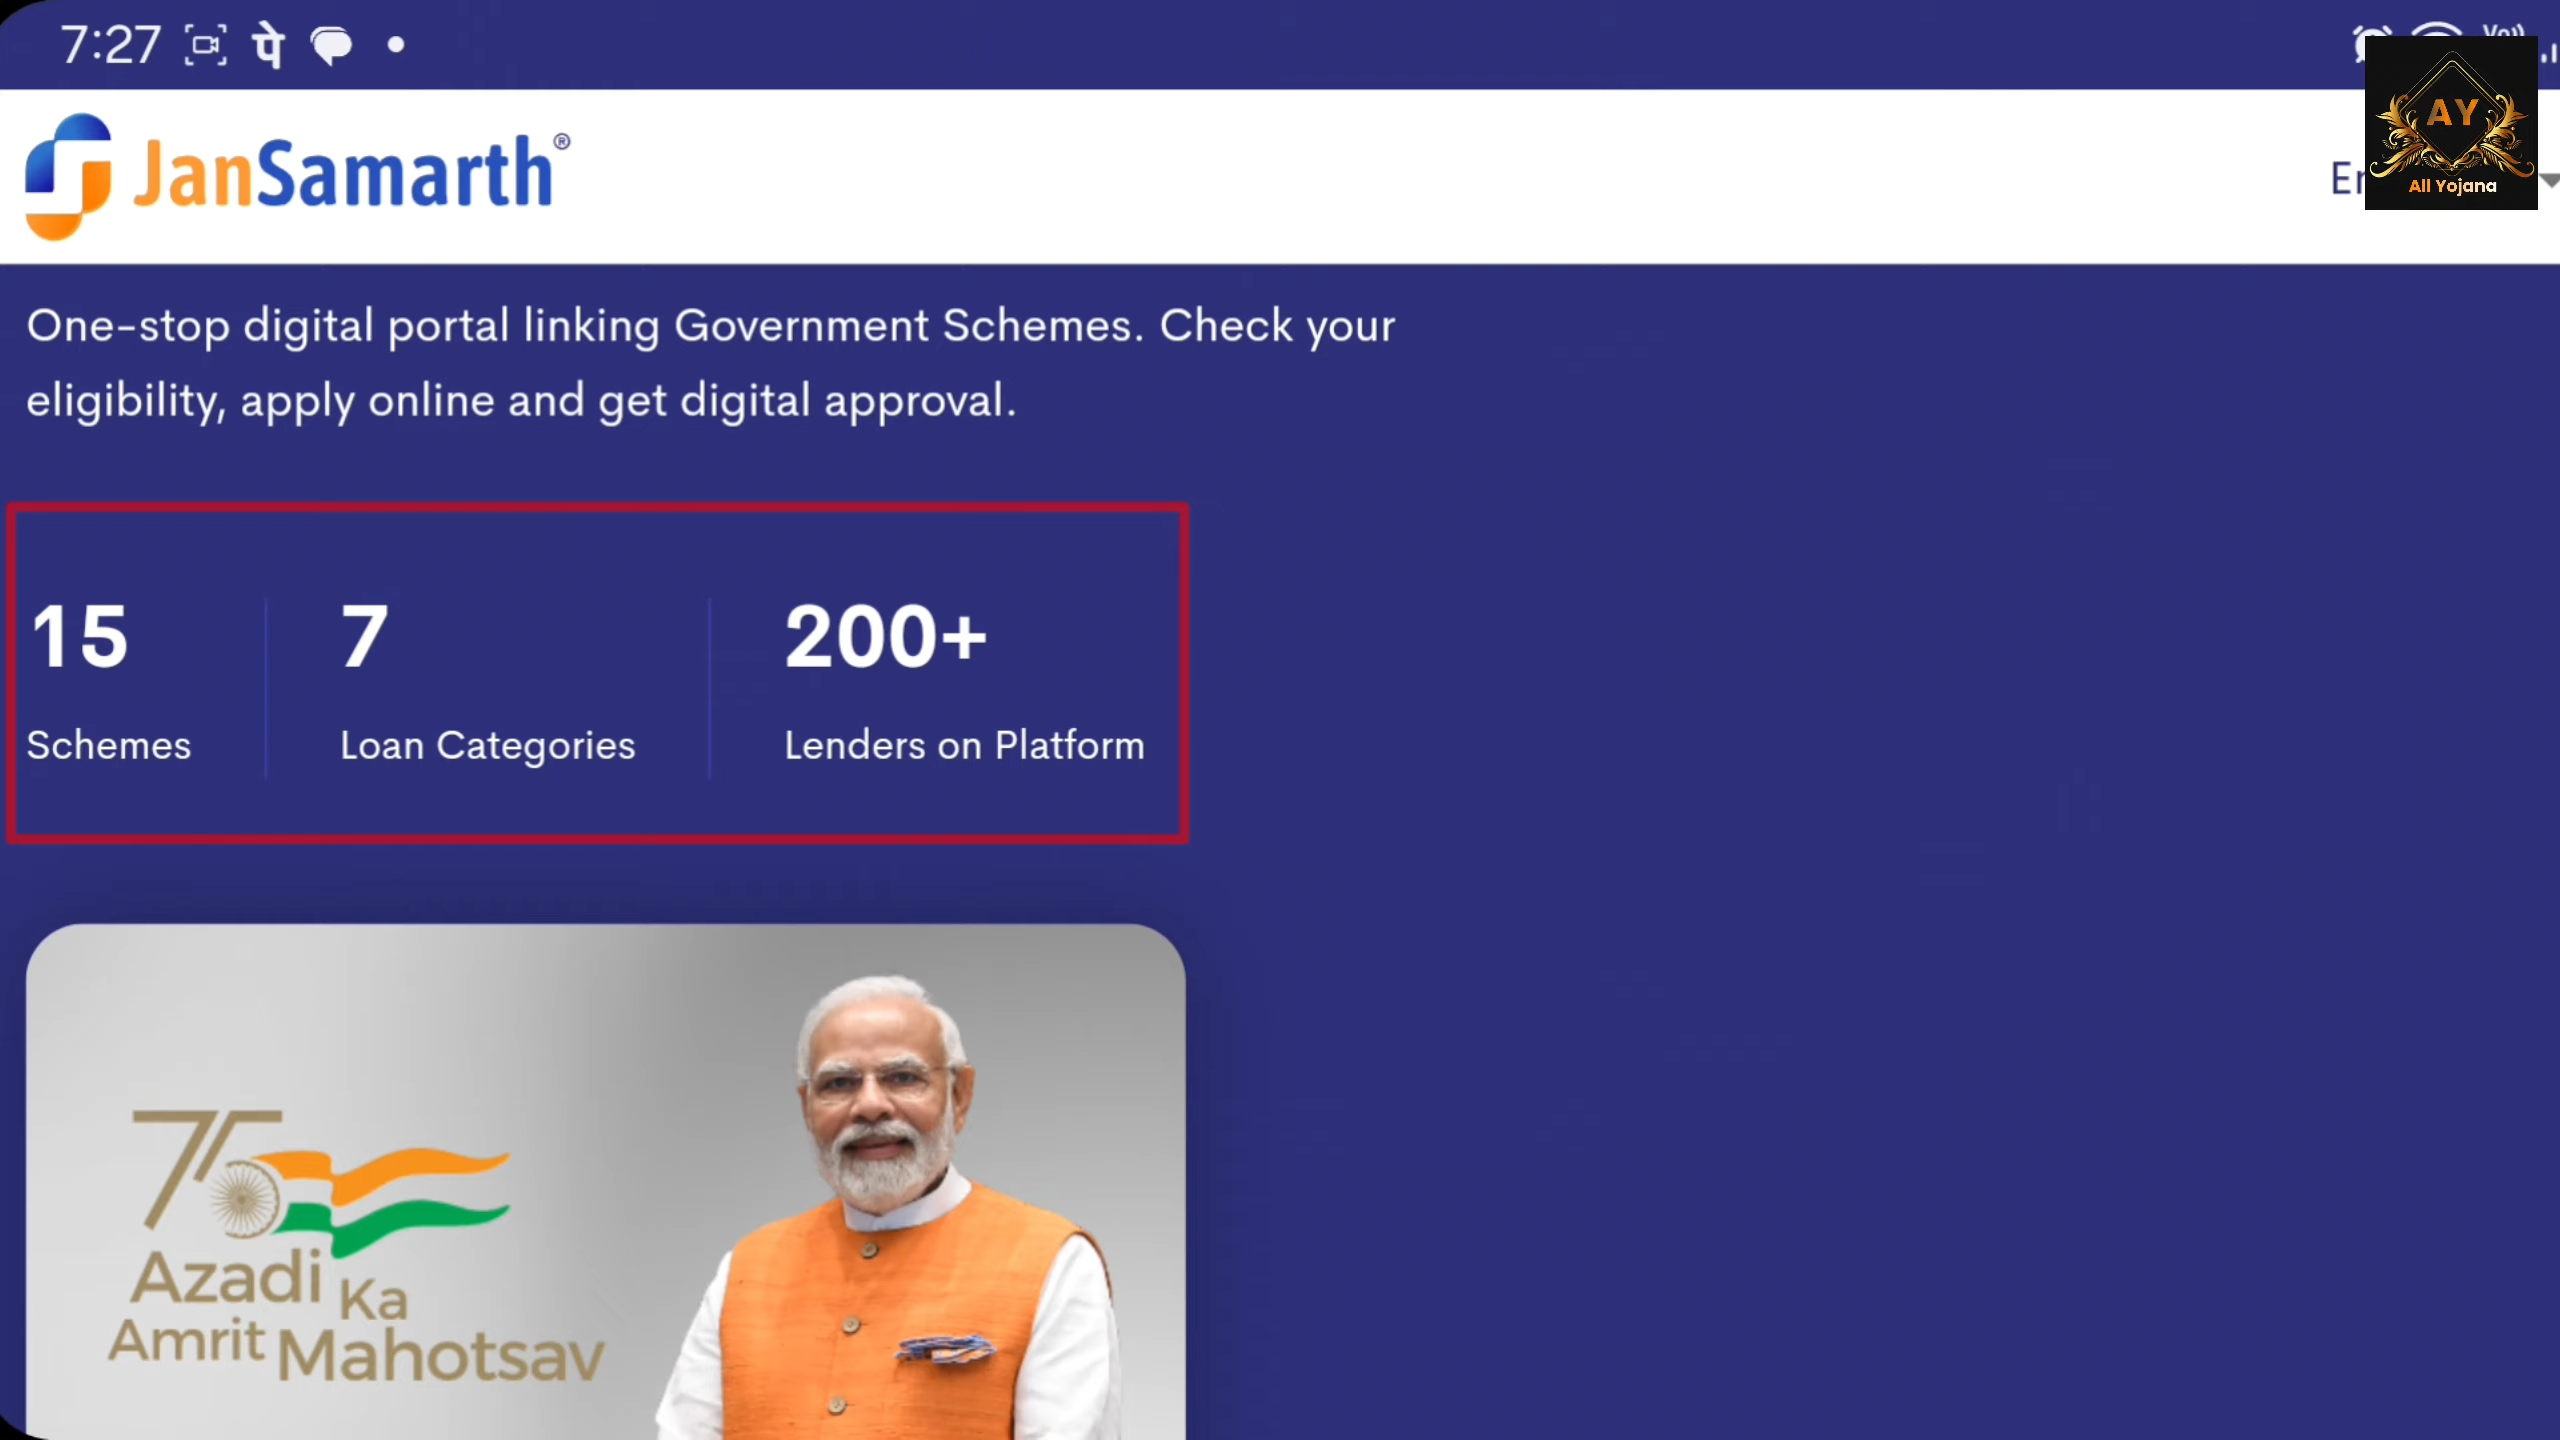 7:27 पे
JanSamarth®
AY
All Yojana
One-stop digital portal linking Government Schemes. Check your
eligibility, apply online and get digital approval.
15 7 200+
Schemes Loan Categories Lenders on Platform
75
Azadi Ka
Amrit Mahotsav